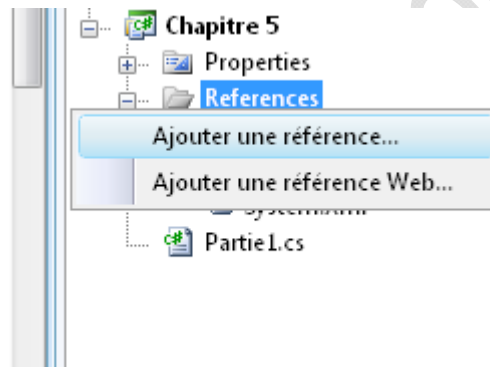 Chapitre 5
Properties
References
Ajouter une référence...
Ajouter une référence Web...
Partie1.cs